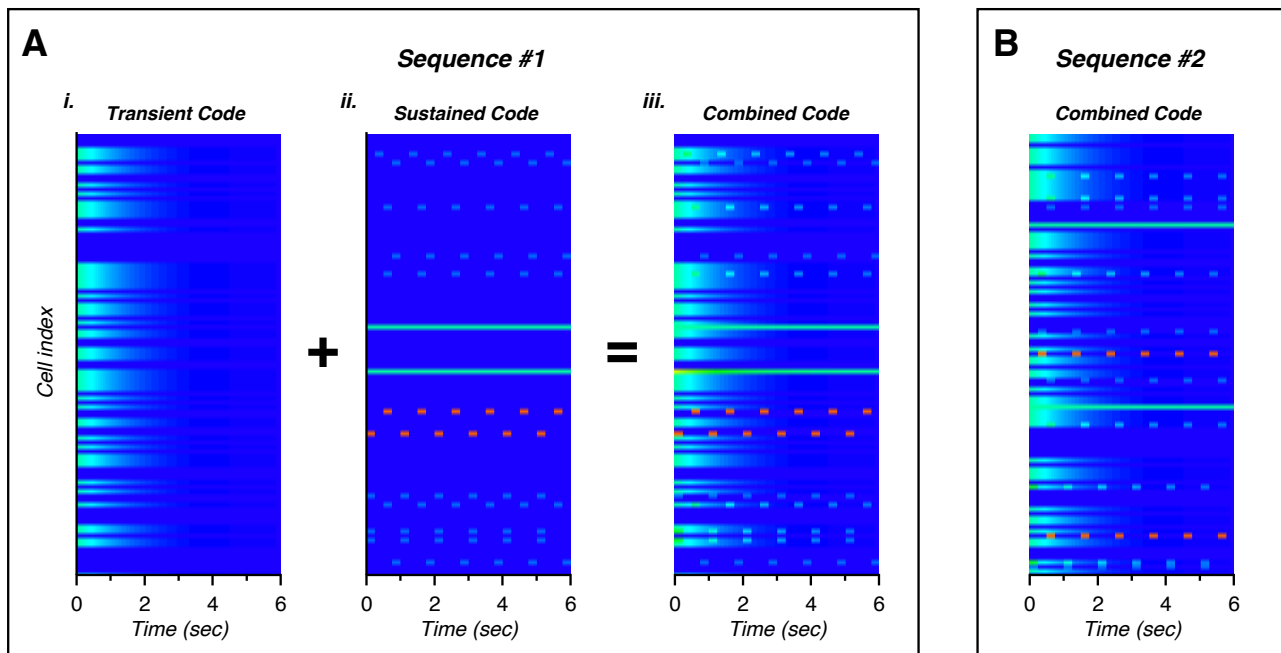 A
Sequence #1
i.
Transient Code
ii.
Sustained Code
iii.
Combined Code
Cell index
+
=
0 2 4 6
Time (sec)
0 2 4 6
Time (sec)
0 2 4 6
Time (sec)
B
Sequence #2
Combined Code
0 2 4 6
Time (sec)